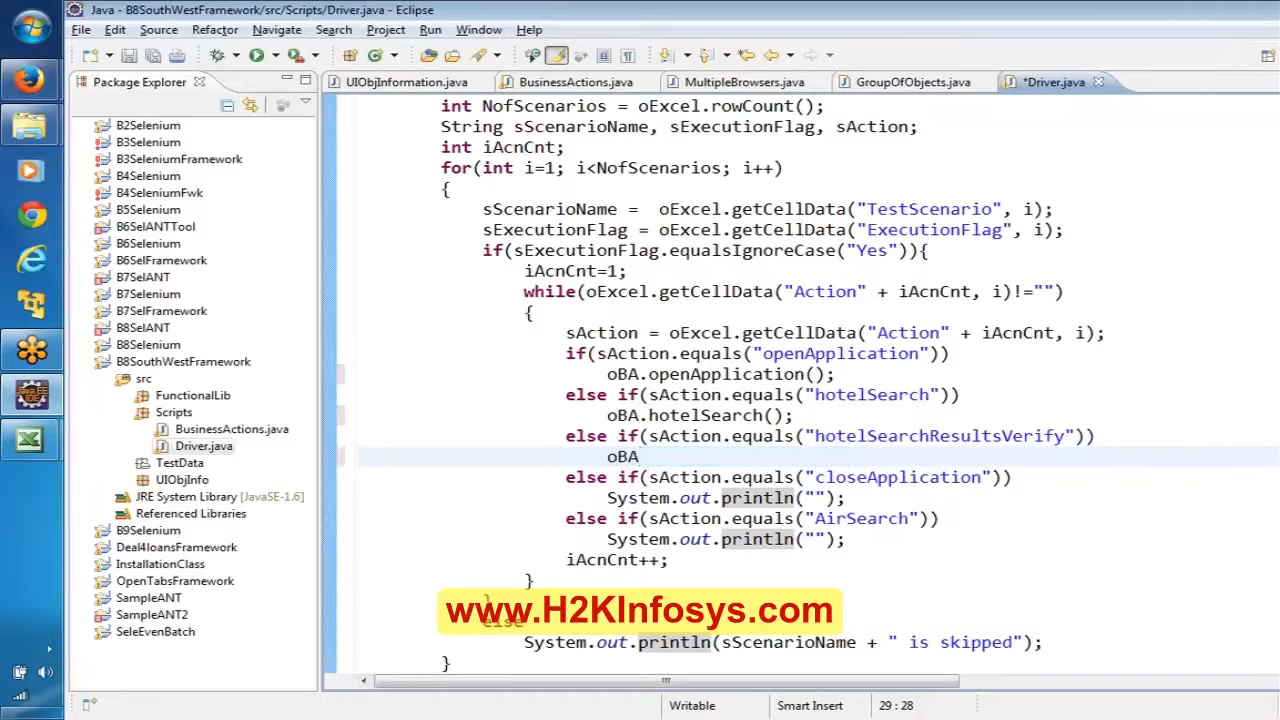 Java - B8SouthWestFramework/src/Scripts/Driver.java - Eclipse
File Edit Source Refactor Navigate Search Project Run Window Help
Package Explorer
UIObjInformation.java BusinessActions.java MultipleBrowsers.java GroupOfObjects.java *Driver.java
B2Selenium
B3Selenium
B3SeleniumFramework
B4Selenium
B4SeleniumFwk
B5Selenium
B6SelANTTool
B6Selenium
B6SelFramework
B7SelANT
B7Selenium
B7SelFramework
B8SelANT
B8Selenium
B8SouthWestFramework
src
FunctionalLib
Scripts
BusinessActions.java
Driver.java
TestData
UIObjInfo
JRE System Library [JavaSE-1.6]
Referenced Libraries
B9Selenium
Deal4loansFramework
InstallationClass
OpenTabsFramework
SampleANT
SampleANT2
SeleEvenBatch
int NofScenarios = oExcel.rowCount();
String sScenarioName, sExecutionFlag, sAction;
int iAcnCnt;
for(int i=1; i<NofScenarios; i++)
{
sScenarioName = oExcel.getCellData("TestScenario", i);
sExecutionFlag = oExcel.getCellData("ExecutionFlag", i);
if(sExecutionFlag.equalsIgnoreCase("Yes")){
iAcnCnt=1;
while(oExcel.getCellData("Action" + iAcnCnt, i)!="")
{
sAction = oExcel.getCellData("Action" + iAcnCnt, i);
if(sAction.equals("openApplication"))
oBA.openApplication();
else if(sAction.equals("hotelSearch"))
oBA.hotelSearch();
else if(sAction.equals("hotelSearchResultsVerify"))
oBA
else if(sAction.equals("closeApplication"))
System.out.println("");
else if(sAction.equals("AirSearch"))
System.out.println("");
iAcnCnt++;
}
www.H2KInfosys.com
else
System.out.println(sScenarioName + " is skipped");
}
Writable Smart Insert 29 : 28